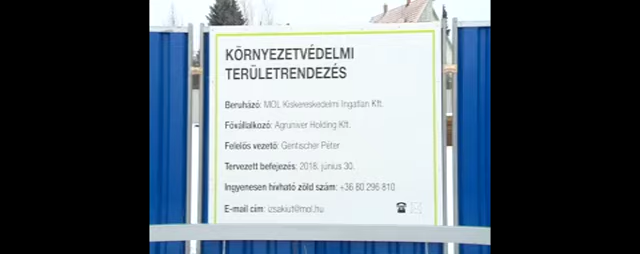 KÖRNYEZETVÉDELMI
TERÜLETRENDEZÉS
Beruházó: MOL Kiskereskedelmi Ingatlan Kft.
Fővállalkozó: Agruniver Holding Kft.
Felelős vezető: Gentischer Péter
Tervezett befejezés: 2018. június 30.
Ingyenesen hívható zöld szám: +36 80 296 810
E-mail cím: izsakiut@mol.hu